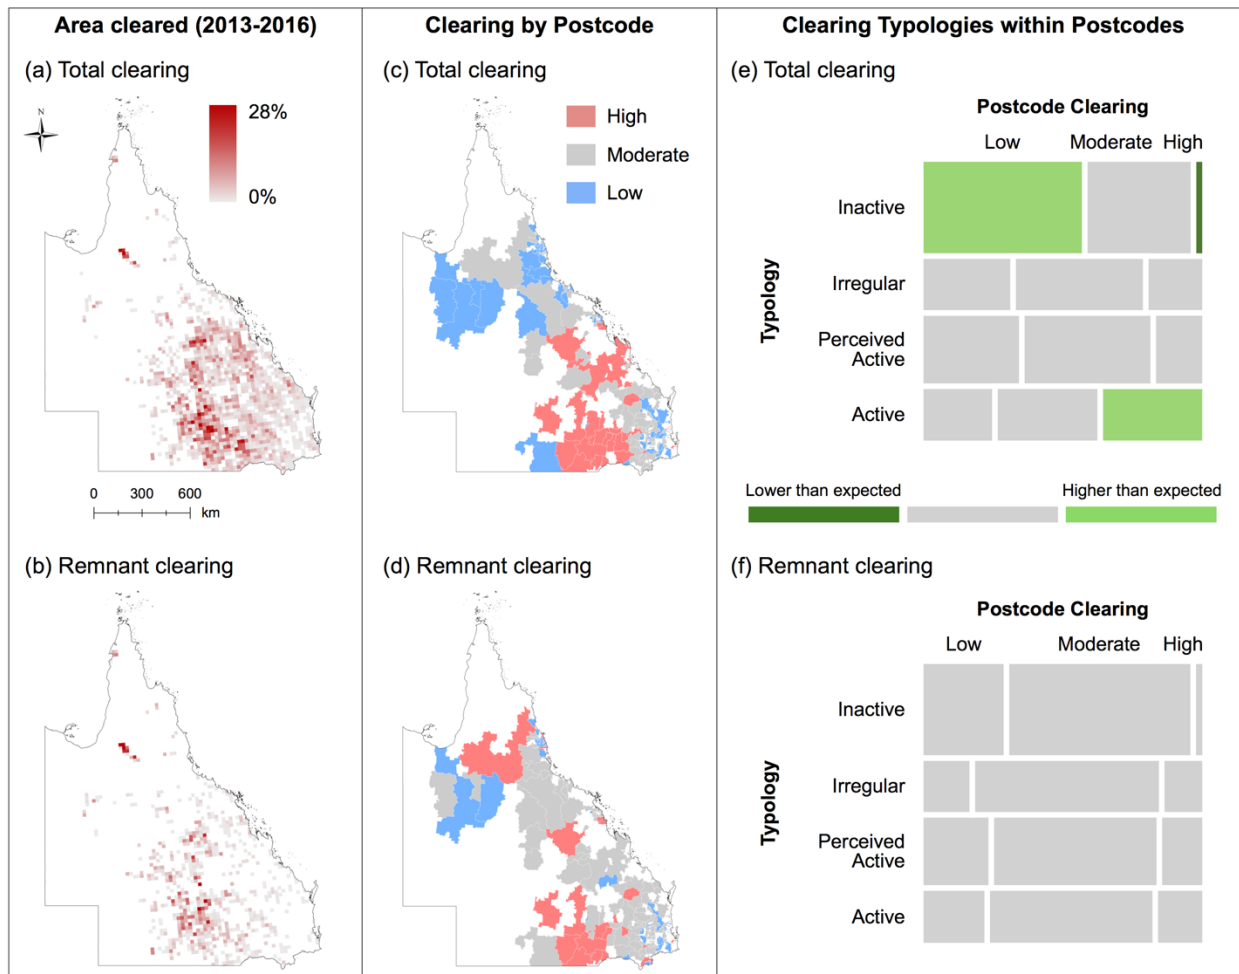 Area cleared (2013-2016)
Clearing by Postcode
Clearing Typologies within Postcodes
(a) Total clearing
N
28%
0%
0 300 600
km
(c) Total clearing
High
Moderate
Low
(e) Total clearing
Postcode Clearing
Low Moderate High
Typology
Inactive
Irregular
Perceived
Active
Active
Lower than expected
Higher than expected
(b) Remnant clearing
(d) Remnant clearing
(f) Remnant clearing
Postcode Clearing
Low Moderate High
Typology
Inactive
Irregular
Perceived
Active
Active